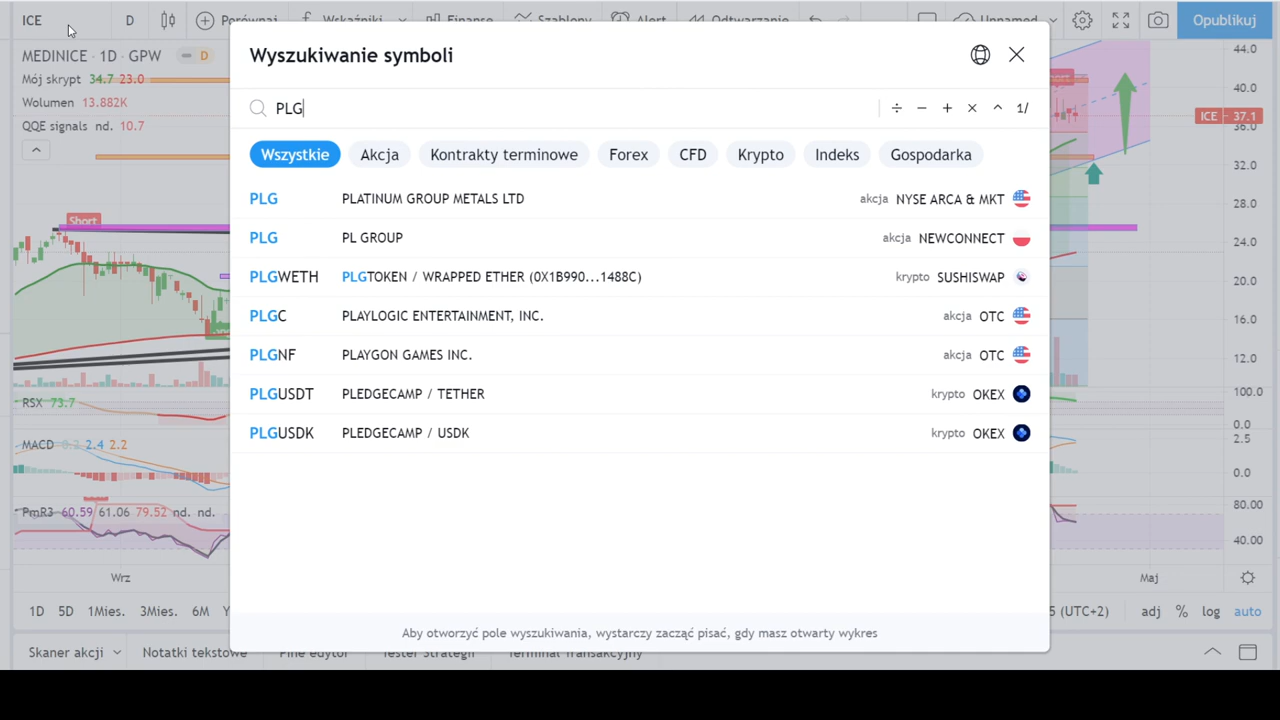 ICE
D
Porównaj
Wskaźniki
Finanse
Szablony
Alert
Odtwarzanie
Unnamed
Opublikuj
MEDINICE · 1D · GPW
D
Mój skrypt 34.7 23.0
Wolumen 13.882K
QQE signals nd. 10.7
Wyszukiwanie symboli
PLG
÷ − + × ^ 1/
Wszystkie
Akcja
Kontrakty terminowe
Forex
CFD
Krypto
Indeks
Gospodarka
PLG PLATINUM GROUP METALS LTD akcja NYSE ARCA & MKT
PLG PL GROUP akcja NEWCONNECT
PLGWETH PLGTOKEN / WRAPPED ETHER (0X1B990...1488C) krypto SUSHISWAP
PLGC PLAYLOGIC ENTERTAINMENT, INC. akcja OTC
PLGNF PLAYGON GAMES INC. akcja OTC
PLGUSDT PLEDGECAMP / TETHER krypto OKEX
PLGUSDK PLEDGECAMP / USDK krypto OKEX
Aby otworzyć pole wyszukiwania, wystarczy zacząć pisać, gdy masz otwarty wykres
Short
RSX 73.7
MACD 0.2 2.4 2.2
PmR3 60.59 61.06 79.52 nd. nd.
44.0
40.0
ICE 37.1
36.0
32.0
28.0
24.0
20.0
16.0
12.0
100.0
0.0
2.5
0.0
80.00
40.00
Wrz
Maj
1D 5D 1Mies. 3Mies. 6M
(UTC+2)
adj % log auto
Skaner akcji
Notatki tekstowe
Pine editor
Tester Strategii
Terminal Transakcyjny